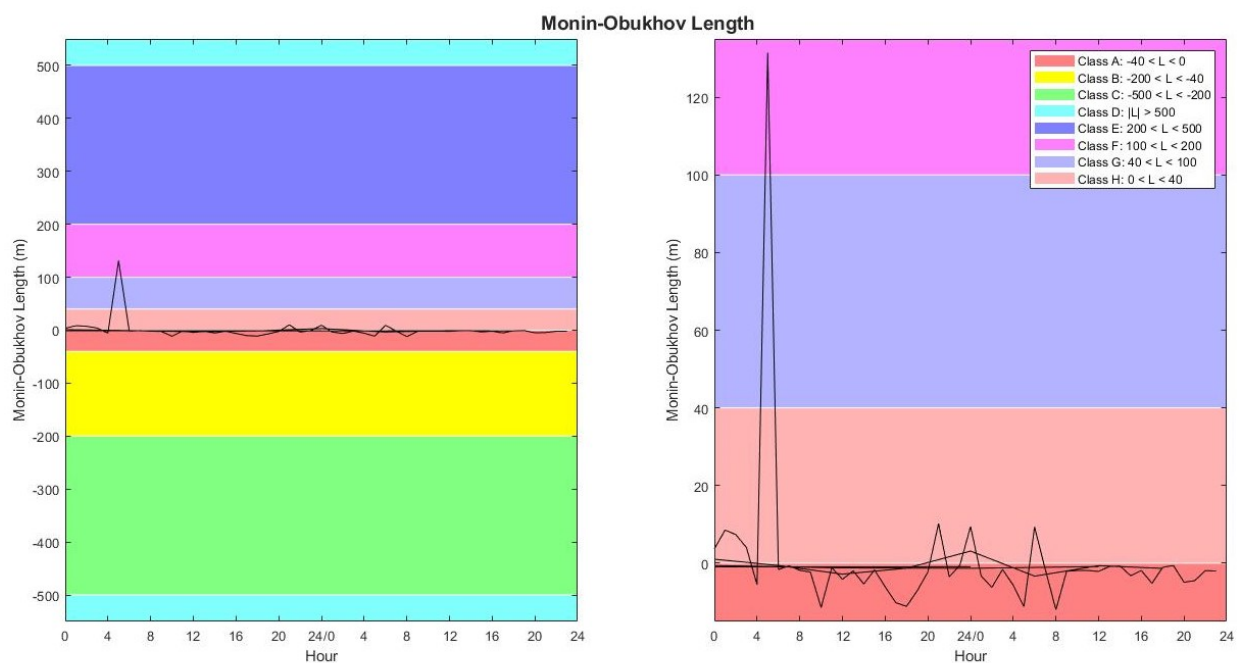 Monin-Obukhov Length
Monin-Obukhov Length (m)
500
400
300
200
100
0
-100
-200
-300
-400
-500
0 4 8 12 16 20 24/0 4 8 12 16 20 24
Hour
Monin-Obukhov Length (m)
120
100
80
60
40
20
0
0 4 8 12 16 20 24/0 4 8 12 16 20 24
Hour
Class A: -40 < L < 0
Class B: -200 < L < -40
Class C: -500 < L < -200
Class D: |L| > 500
Class E: 200 < L < 500
Class F: 100 < L < 200
Class G: 40 < L < 100
Class H: 0 < L < 40